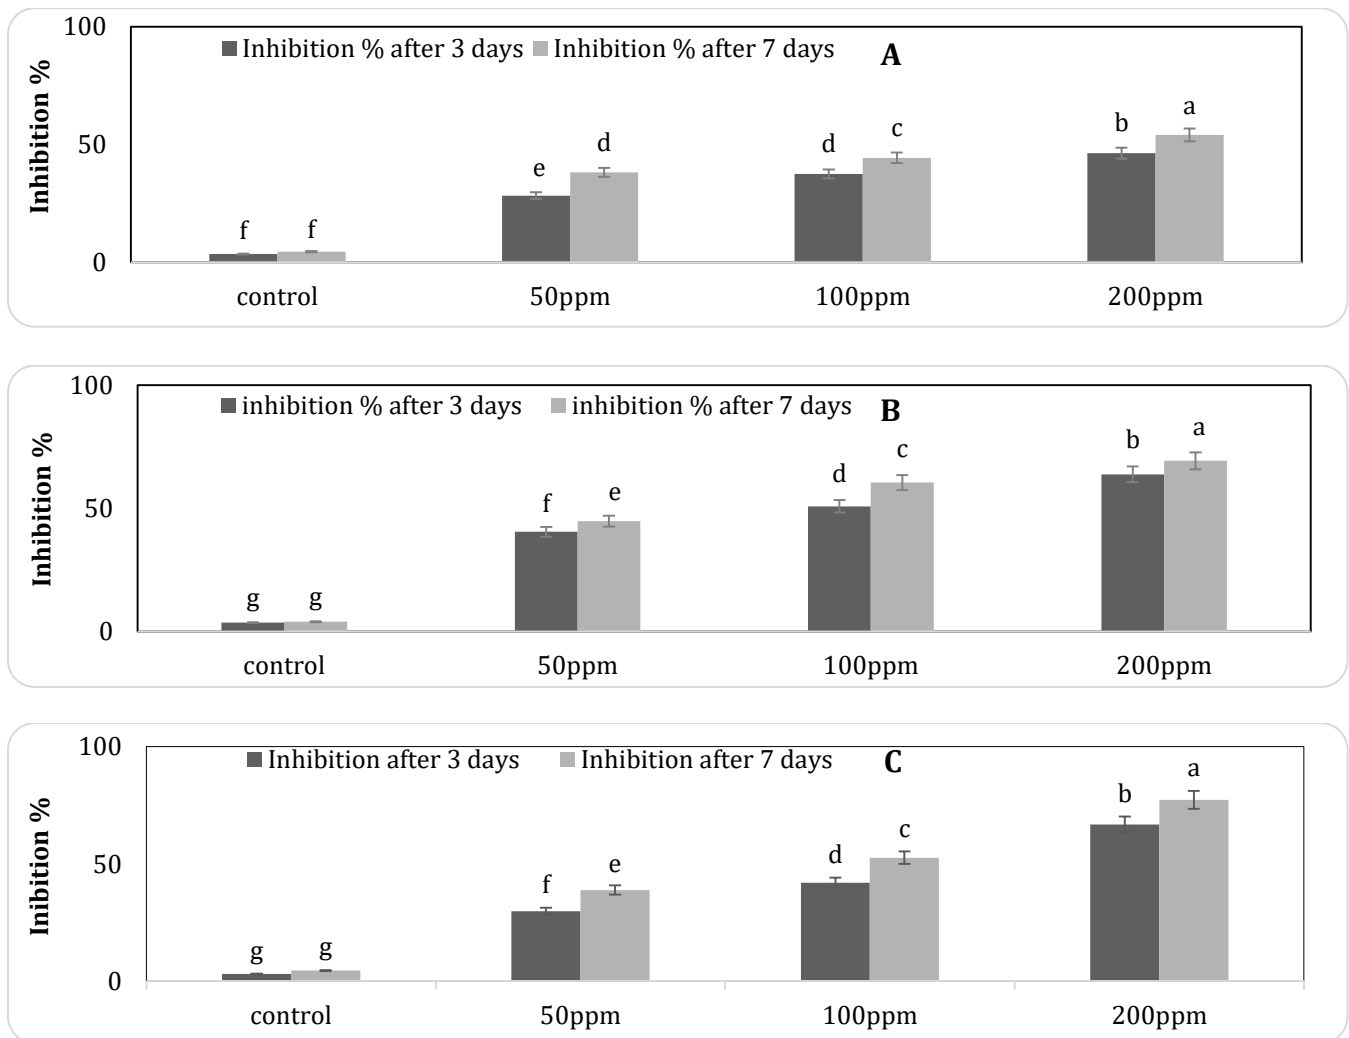 100
Inhibition % after 3 days Inhibition % after 7 days A
Inhibition %
a
b
c
d d
50
e
f f
0
control 50ppm 100ppm 200ppm
100
inhibition % after 3 days inhibition % after 7 days B
Inhibition %
a
b
c
d
e
f
50
g g
0
control 50ppm 100ppm 200ppm
100
Inhibition after 3 days Inhibition after 7 days C
Inibition %
a
b
c
d
e
f
50
g g
0
control 50ppm 100ppm 200ppm